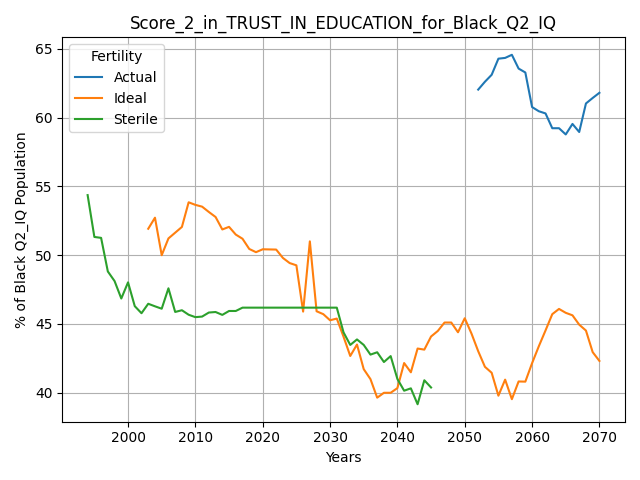 Score_2_in_TRUST_IN_EDUCATION_for_Black_Q2_IQ
Fertility
Actual
Ideal
Sterile
% of Black Q2_IQ Population
65
60
55
50
45
40
2000
2010
2020
2030
2040
2050
2060
2070
Years